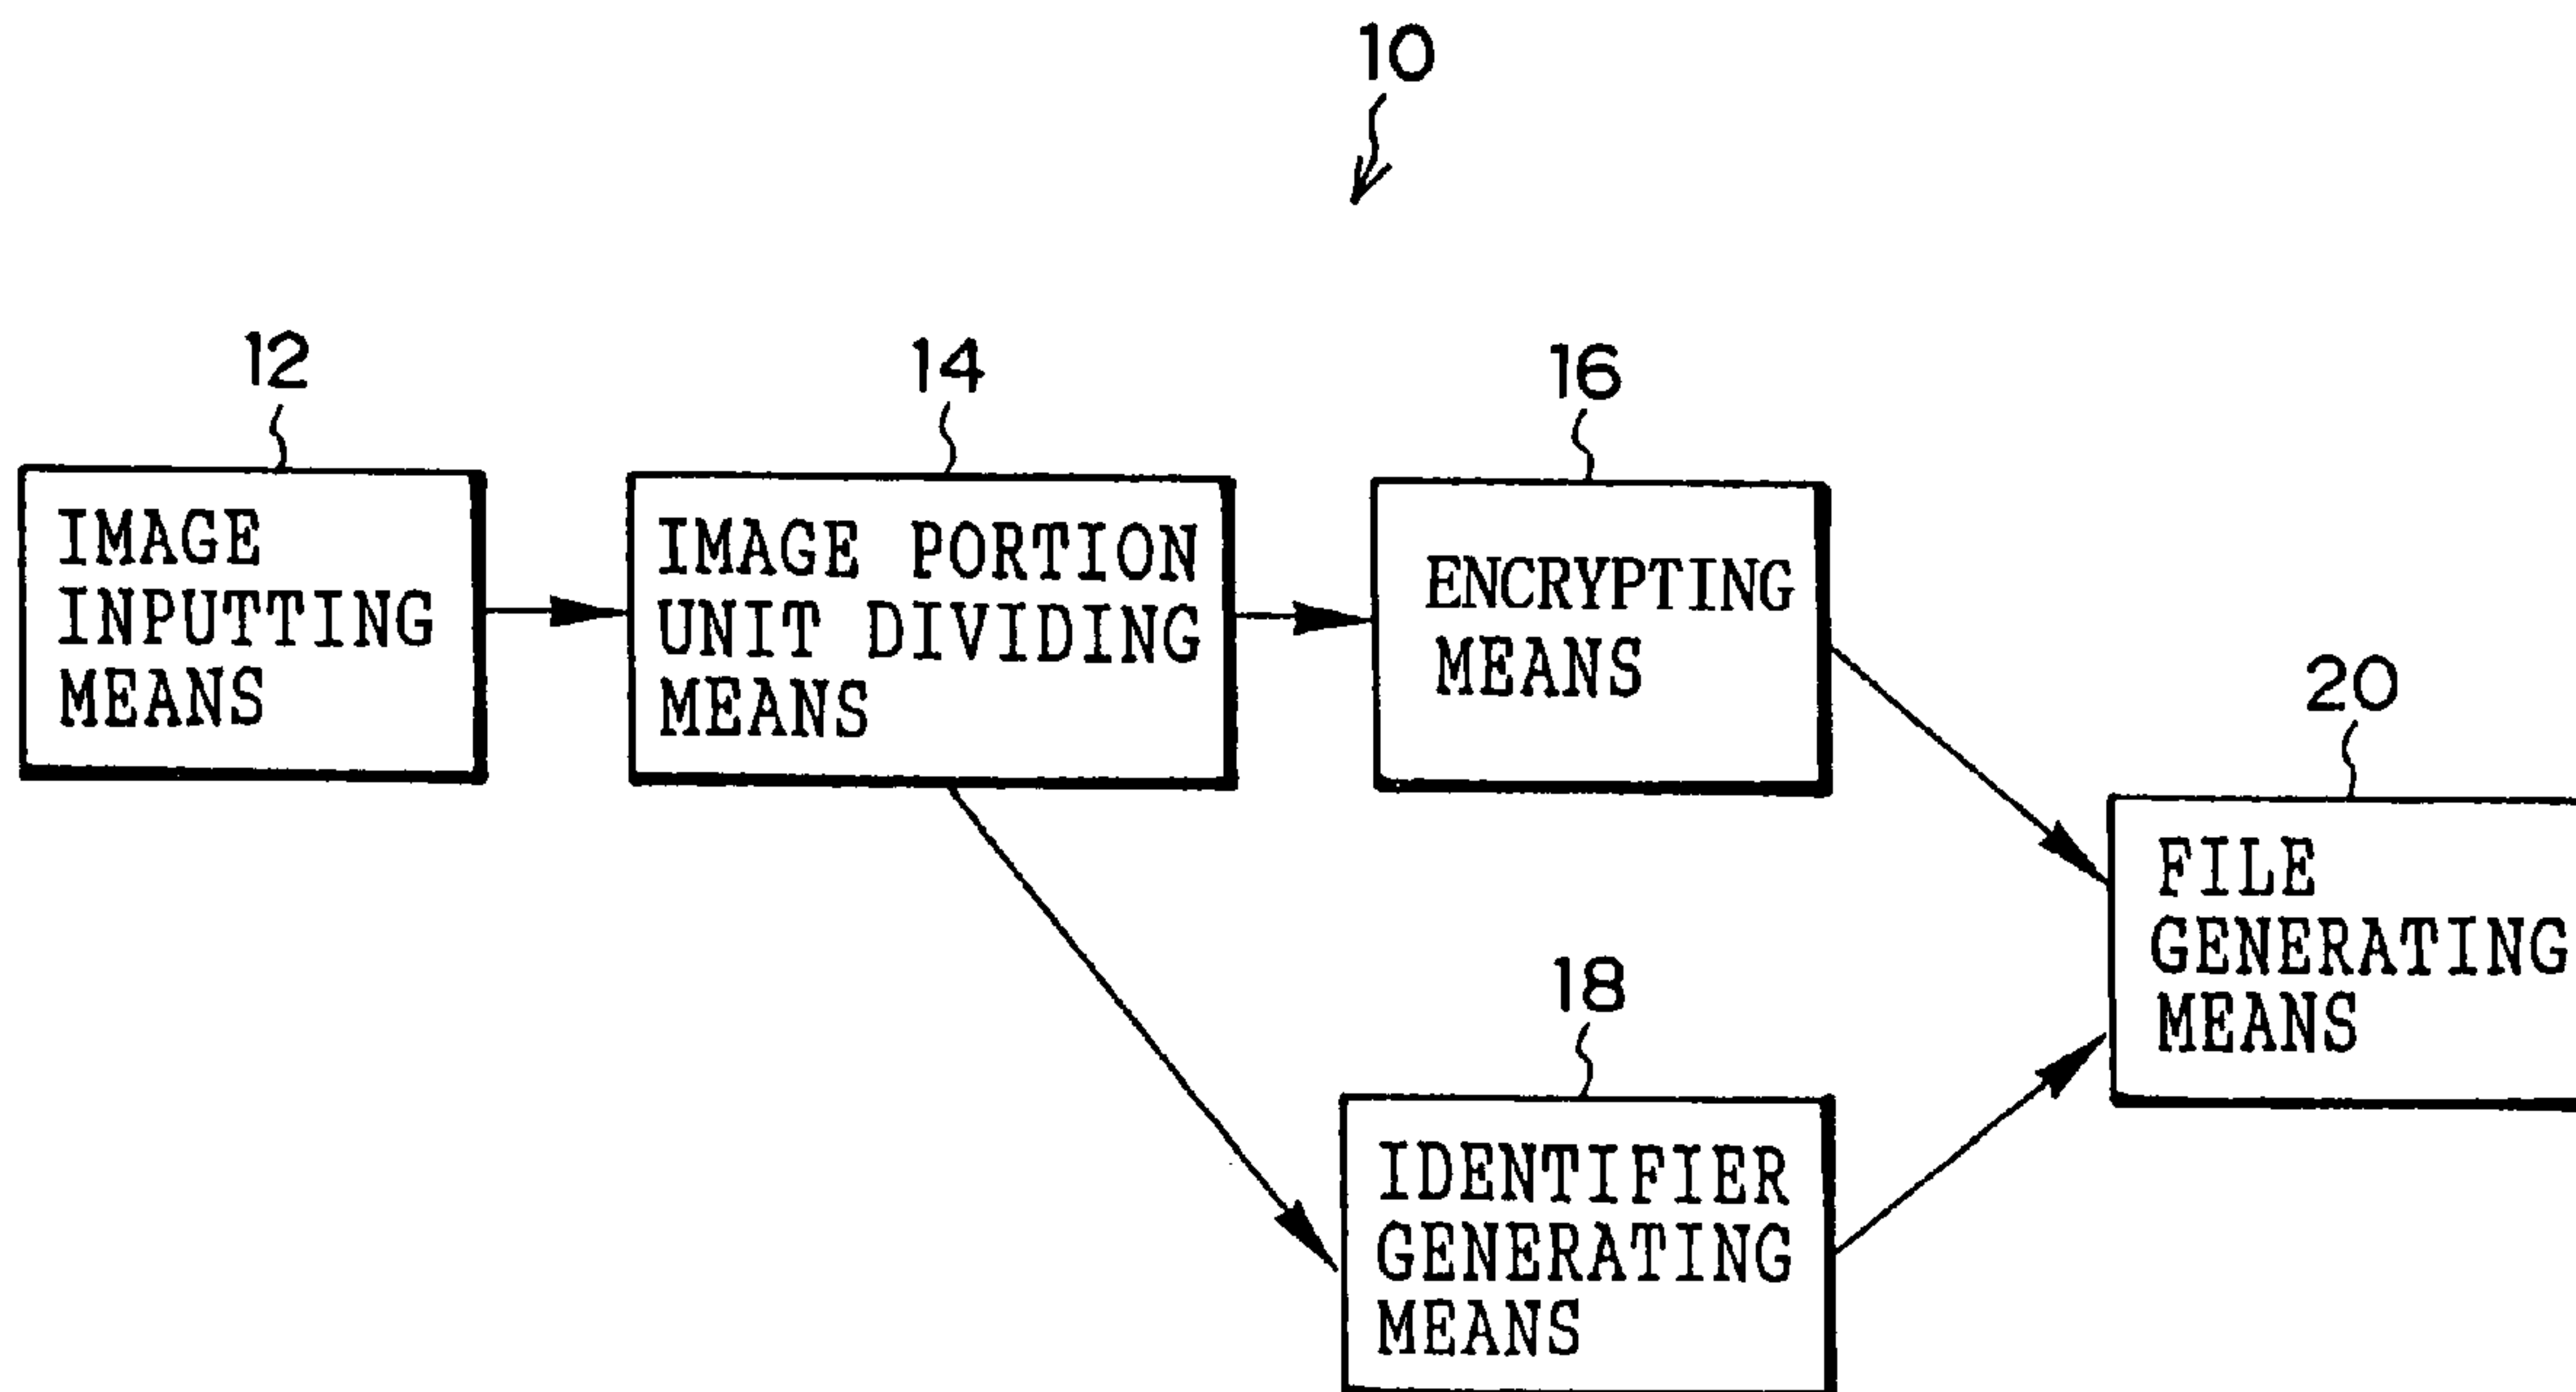 10
12
IMAGE
INPUTTING
MEANS
14
IMAGE PORTION
UNIT DIVIDING
MEANS
16
ENCRYPTING
MEANS
18
IDENTIFIER
GENERATING
MEANS
20
FILE
GENERATING
MEANS